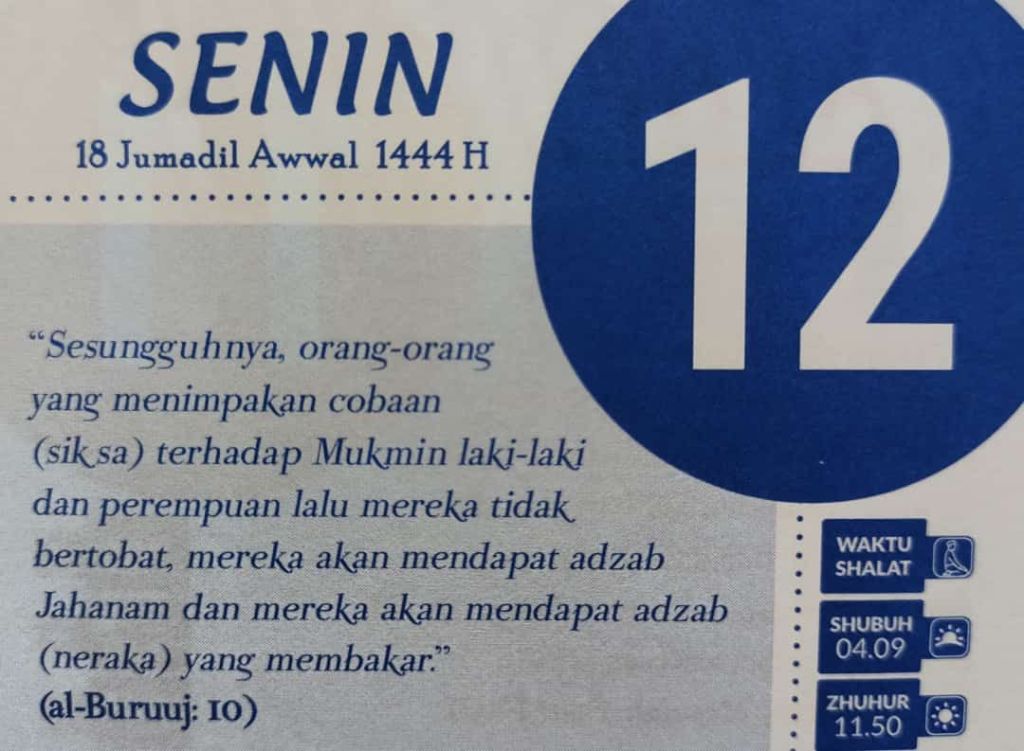 SENIN
18 Jumadil Awwal 1444 H
12
“Sesungguhnya, orang-orang
yang menimpakan cobaan
(siksa) terhadap Mukmin laki-laki
dan perempuan lalu mereka tidak
bertobat, mereka akan mendapat adzab
Jahanam dan mereka akan mendapat adzab
(neraka) yang membakar.”
(al-Buruuj: 10)
WAKTU
SHALAT
SHUBUH
04.09
ZHUHUR
11.50